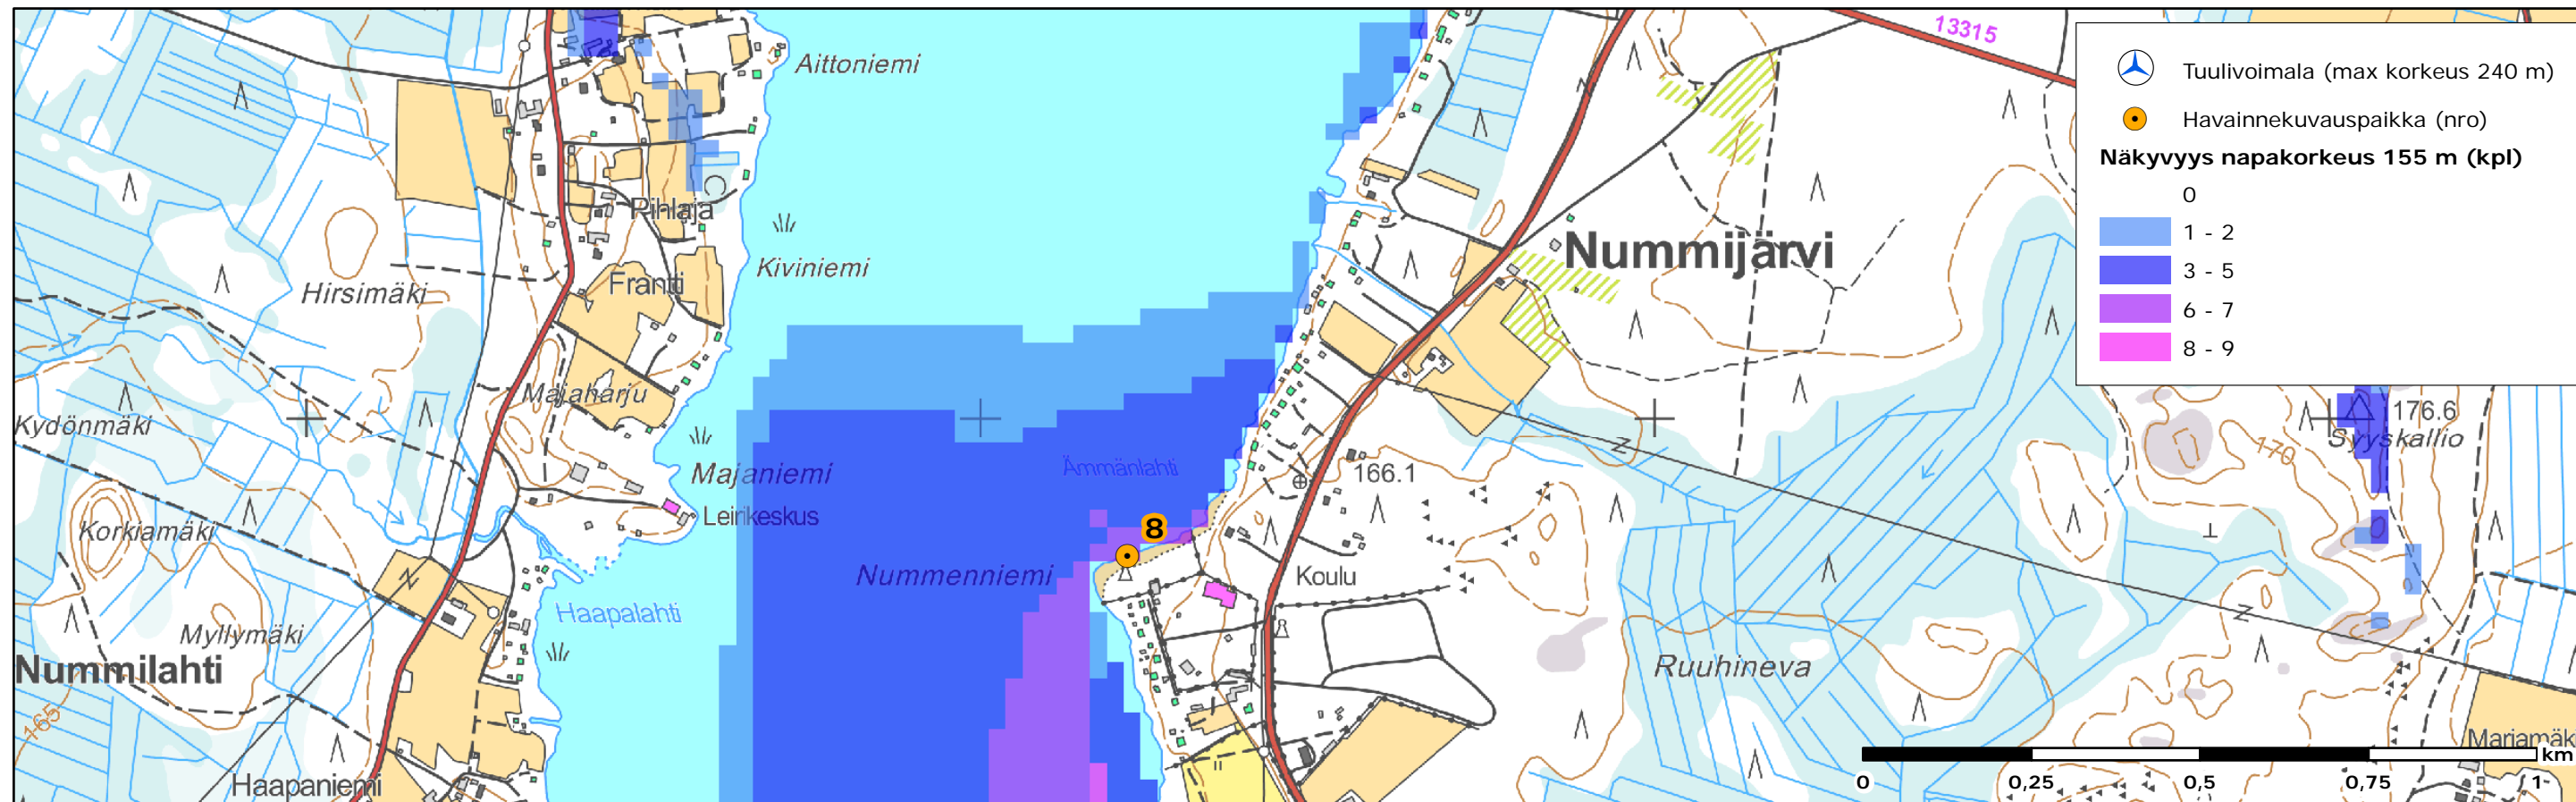 13315
Aittoniemi
Tuulivoimala (max korkeus 240 m)
Havainnekuvauspaikka (nro)
Näkyvyys napakorkeus 155 m (kpl)
0
1 - 2
3 - 5
6 - 7
8 - 9
Pihlaja
Kiviniemi
Nummijärvi
Hirsimäki
Frantti
Majaharju
Kydönmäki
176.6
Syyskallio
170
Ämmänlahti
Majaniemi
166.1
Leirikeskus
Korkiamäki
8
Nummenniemi
Koulu
Haapalahti
Myllymäki
Nummilahti
Ruuhineva
165
Haapaniemi
Marjamäk
km
0
0,25
0,5
0,75
1